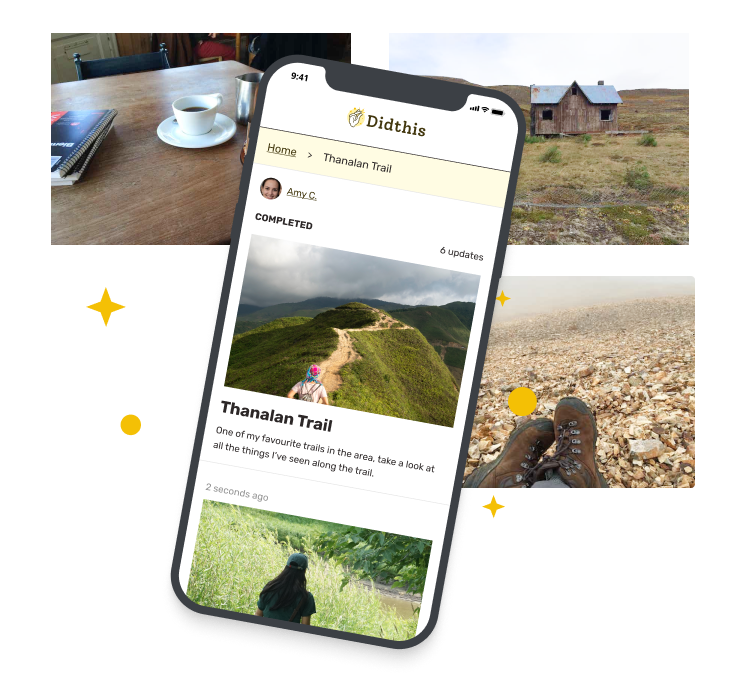 9:41
Didthis
Home > Thanalan Trail
Amy C.
COMPLETED
6 updates
Thanalan Trail
One of my favourite trails in the area, take a look at
all the things I've seen along the trail.
2 seconds ago